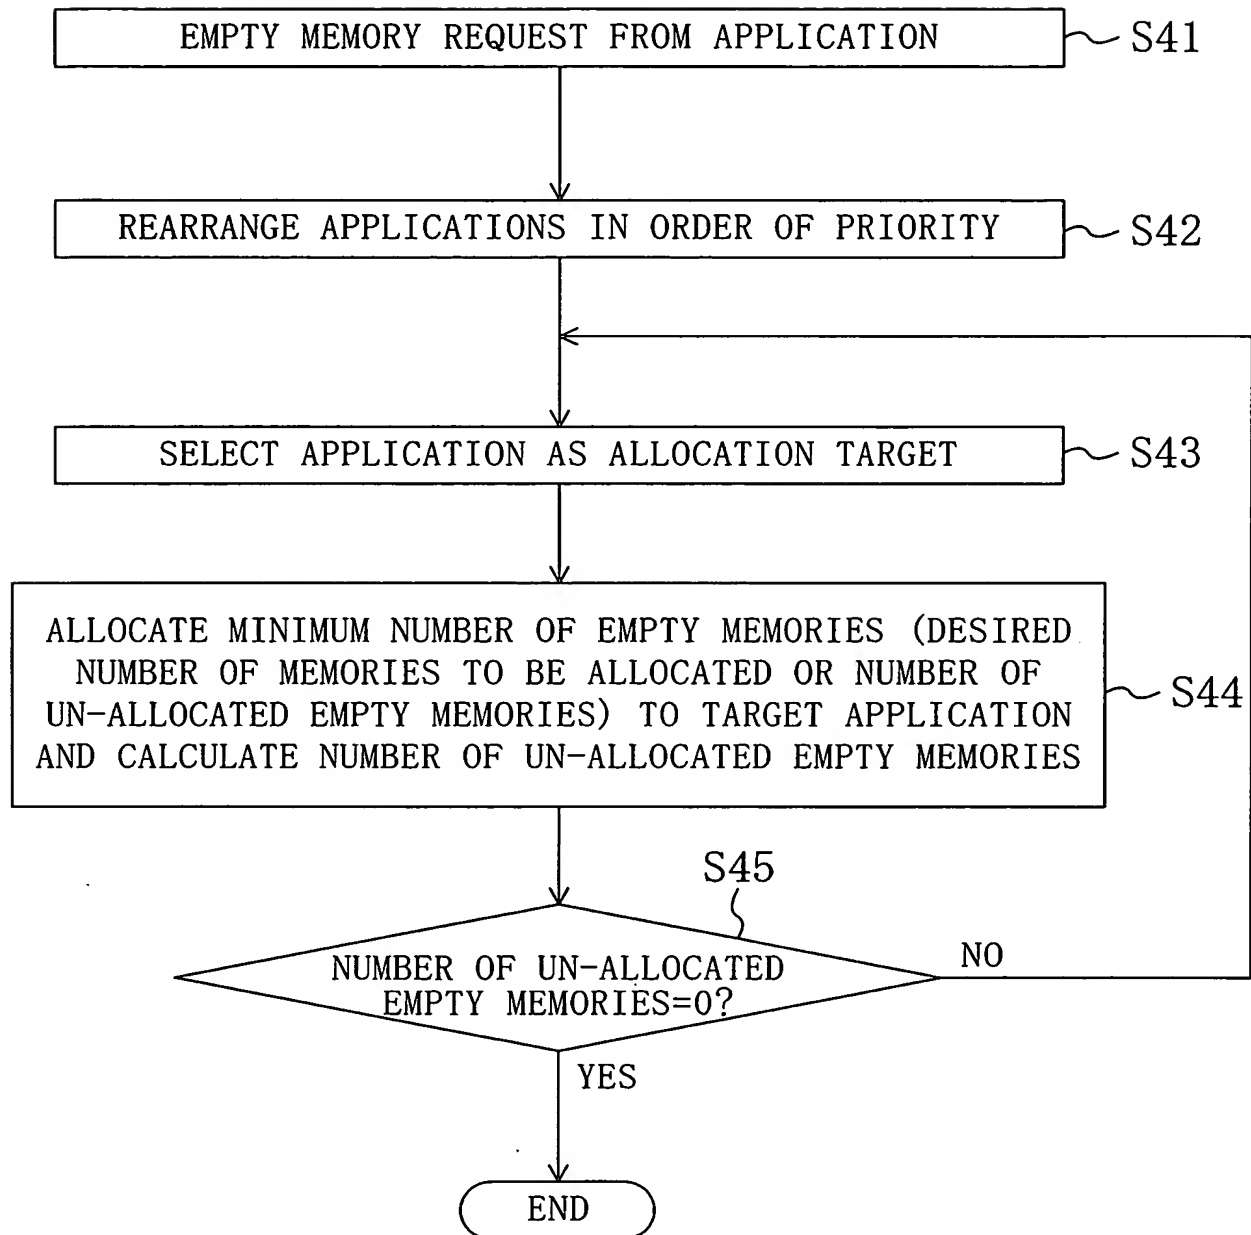 EMPTY MEMORY REQUEST FROM APPLICATION
S41
REARRANGE APPLICATIONS IN ORDER OF PRIORITY
S42
SELECT APPLICATION AS ALLOCATION TARGET
S43
ALLOCATE MINIMUM NUMBER OF EMPTY MEMORIES (DESIRED
NUMBER OF MEMORIES TO BE ALLOCATED OR NUMBER OF
UN-ALLOCATED EMPTY MEMORIES) TO TARGET APPLICATION
AND CALCULATE NUMBER OF UN-ALLOCATED EMPTY MEMORIES
S44
S45
NUMBER OF UN-ALLOCATED
EMPTY MEMORIES=0?
NO
YES
END